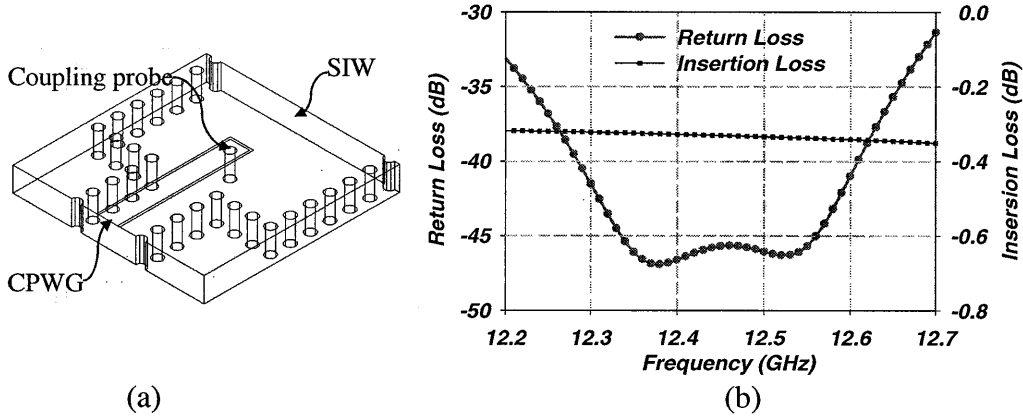 Coupling probe
SIW
CPWG
(a)
Return Loss
Insertion Loss
Return Loss (dB)
-30
-35
-40
-45
-50
0.0
-0.2
-0.4
-0.6
-0.8
Insersion Loss (dB)
12.2 12.3 12.4 12.5 12.6 12.7
Frequency (GHz)
(b)